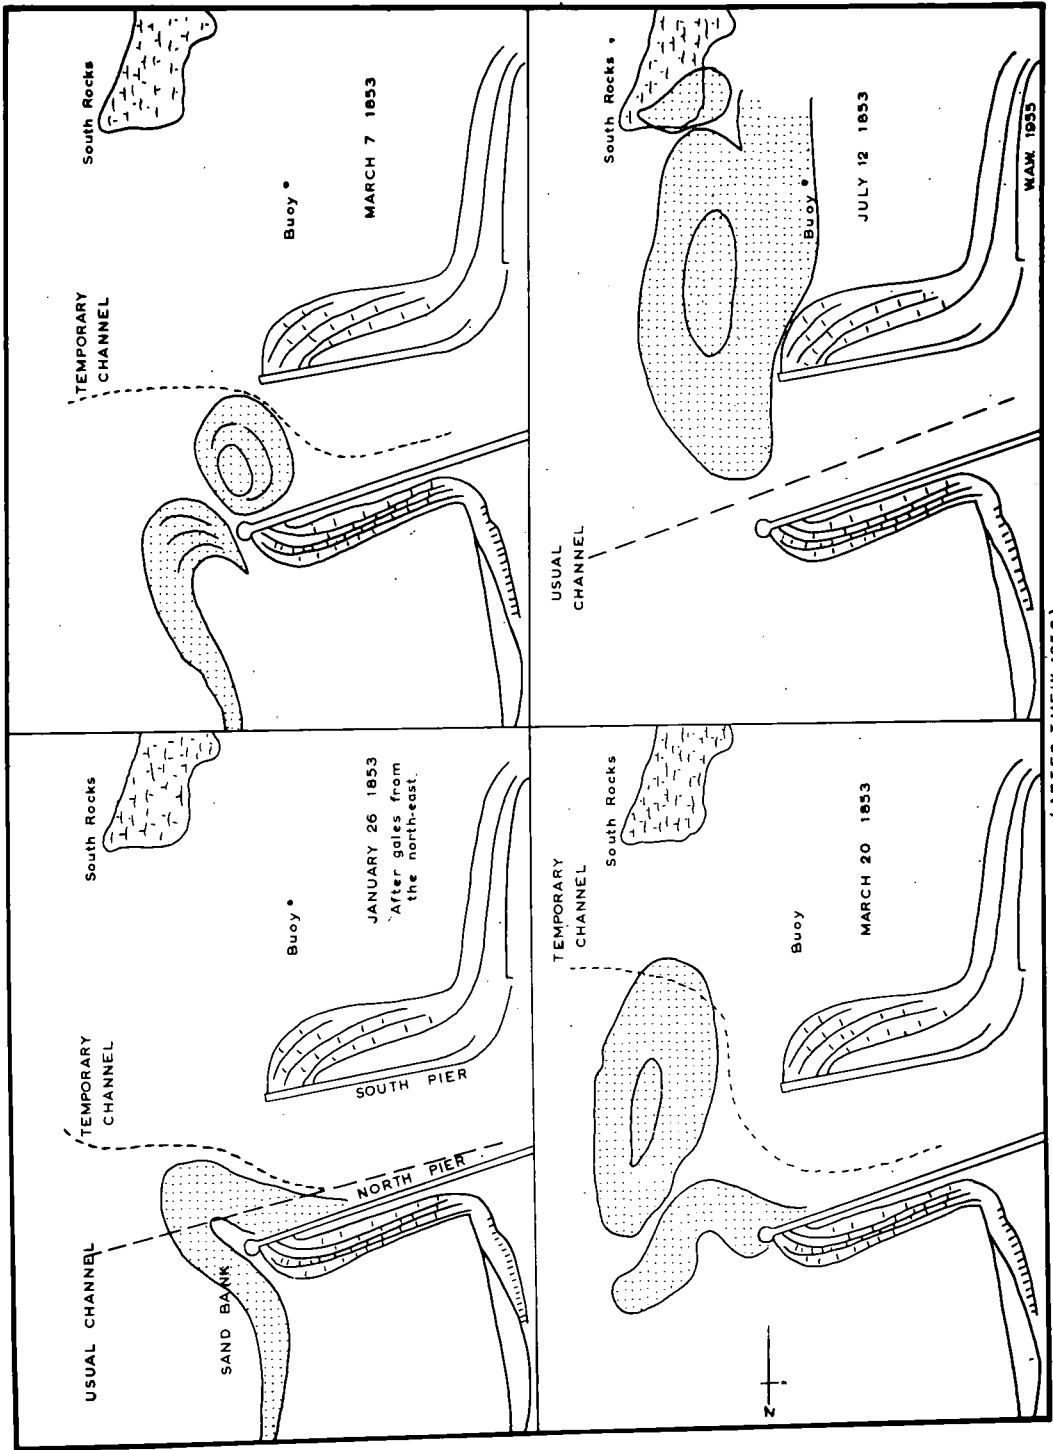 USUAL CHANNEL
TEMPORARY
CHANNEL
South Rocks
SAND BANK
NORTH PIER
SOUTH PIER
Buoy
JANUARY 26 1853
"After gales from
the north-east.
TEMPORARY
CHANNEL
South Rocks
Buoy
MARCH 7 1853
TEMPORARY
CHANNEL
South Rocks
Buoy
MARCH 20 1853
N
USUAL
CHANNEL
South Rocks
Buoy
JULY 12 1853
W.A.W. 1955